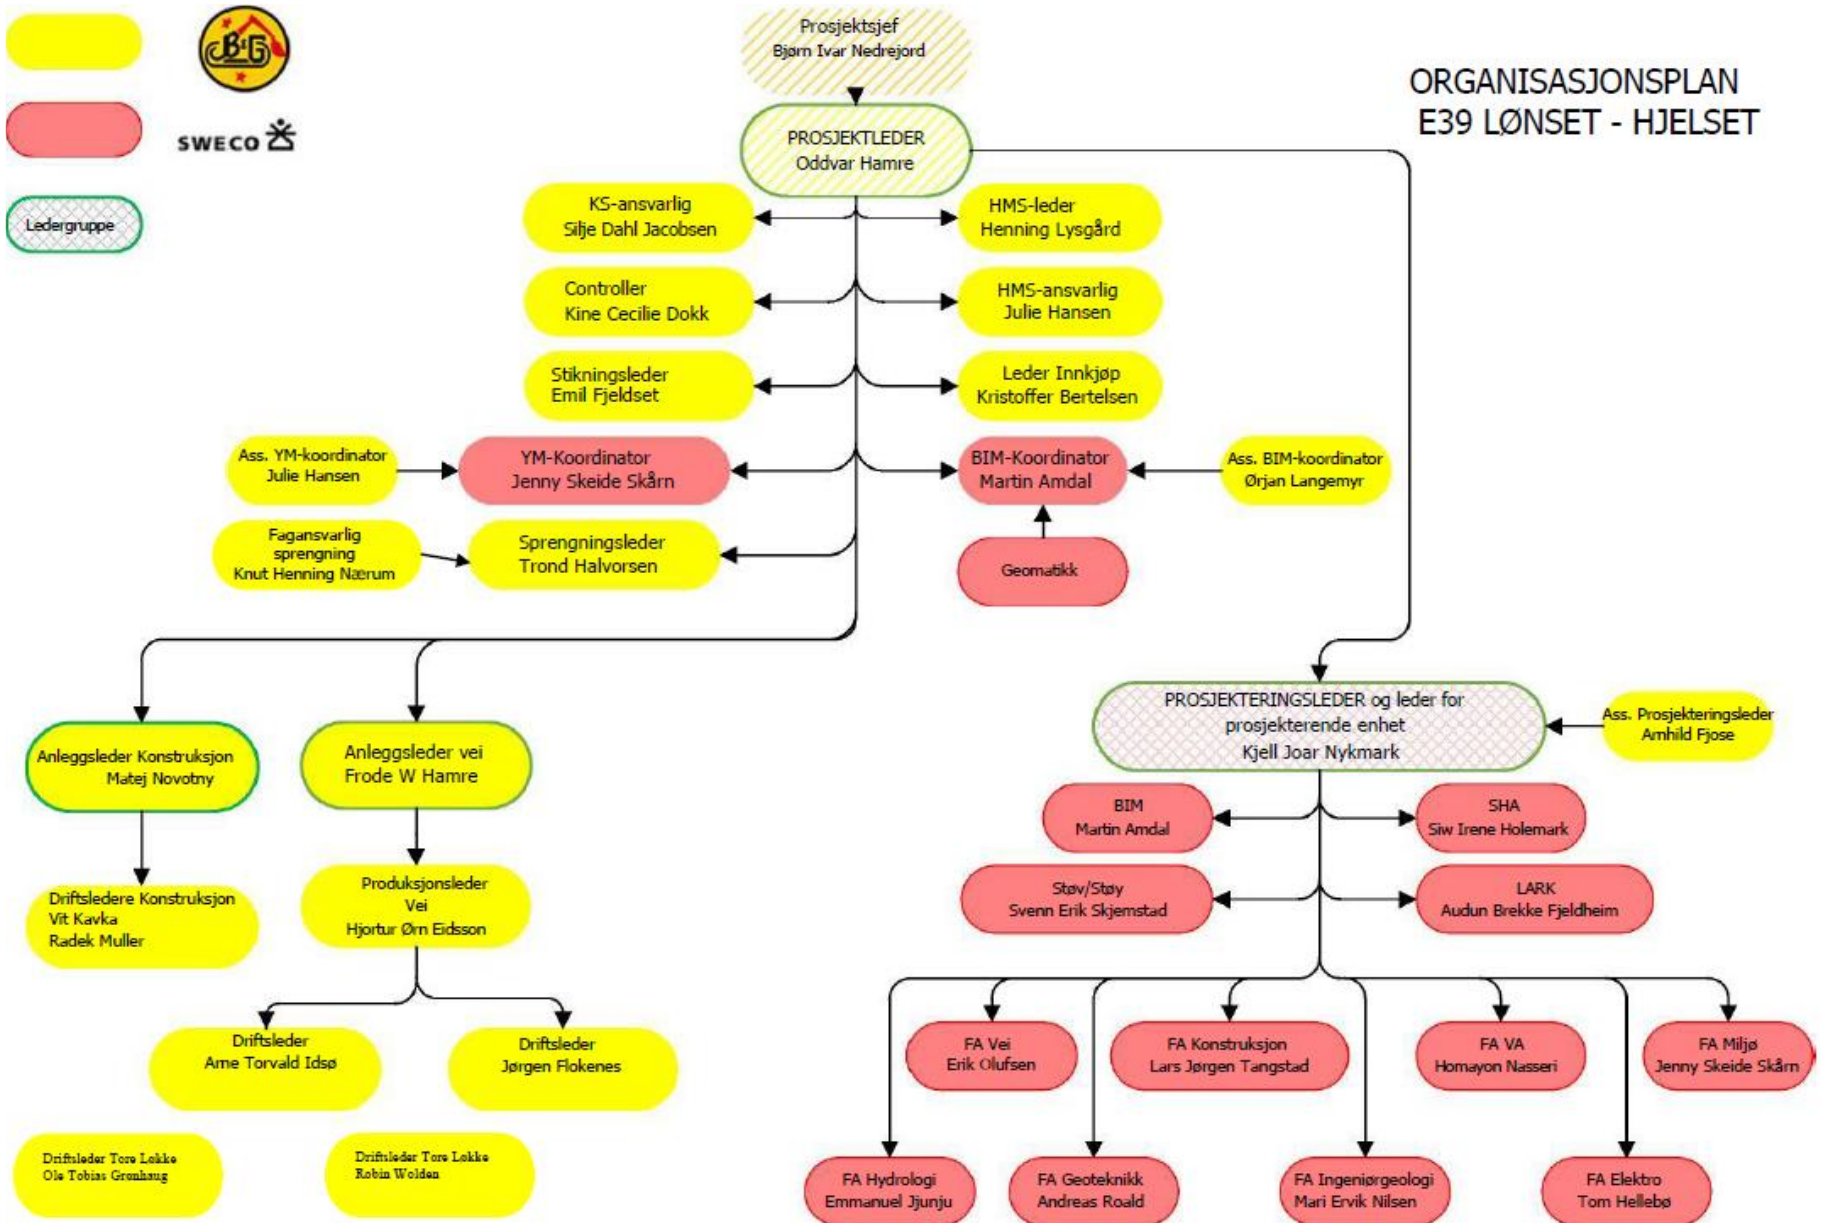 B&G
SWECO
Ledergruppe
ORGANISASJONSPLAN
E39 LØNSET - HJELSET
Prosjektsjef
Bjørn Ivar Nedrejord
PROSJEKTLEDER
Oddvar Hamre
KS-ansvarlig
Silje Dahl Jacobsen
HMS-leder
Henning Lysgård
Controller
Kine Cecilie Dokk
HMS-ansvarlig
Julie Hansen
Stikningsleder
Emil Fjeldset
Leder Innkjøp
Kristoffer Bertelsen
Ass. YM-koordinator
Julie Hansen
YM-Koordinator
Jenny Skeide Skårn
BIM-Koordinator
Martin Amdal
Ass. BIM-koordinator
Ørjan Langemyr
Fagansvarlig
sprengning
Knut Henning Nærum
Sprengningsleder
Trond Halvorsen
Geomatikk
Anleggsleder Konstruksjon
Matej Novotny
Anleggsleder vei
Frode W Hamre
PROSJEKTERINGSLEDER og leder for
prosjekterende enhet
Kjell Joar Nykmark
Ass. Prosjekteringsleder
Arnhild Fjose
Driftsledere Konstruksjon
Vit Kavka
Radek Muller
Produksjonsleder
Vei
Hjortur Ørn Eidsson
BIM
Martin Amdal
SHA
Siw Irene Holemark
Støv/Støy
Svenn Erik Skjemstad
LARK
Audun Brekke Fjeldheim
Driftsleder
Arne Torvald Idsø
Driftsleder
Jørgen Flokenes
FA Vei
Erik Olufsen
FA Konstruksjon
Lars Jørgen Tangstad
FA VA
Homayon Nasseri
FA Miljø
Jenny Skeide Skårn
Driftsleder Tore Løkke
Ole Tobias Grønhaug
Driftsleder Tore Løkke
Robin Wolden
FA Hydrologi
Emmanuel Jjunju
FA Geoteknikk
Andreas Roald
FA Ingeniørgeologi
Mari Ervik Nilsen
FA Elektro
Tom Hellebø